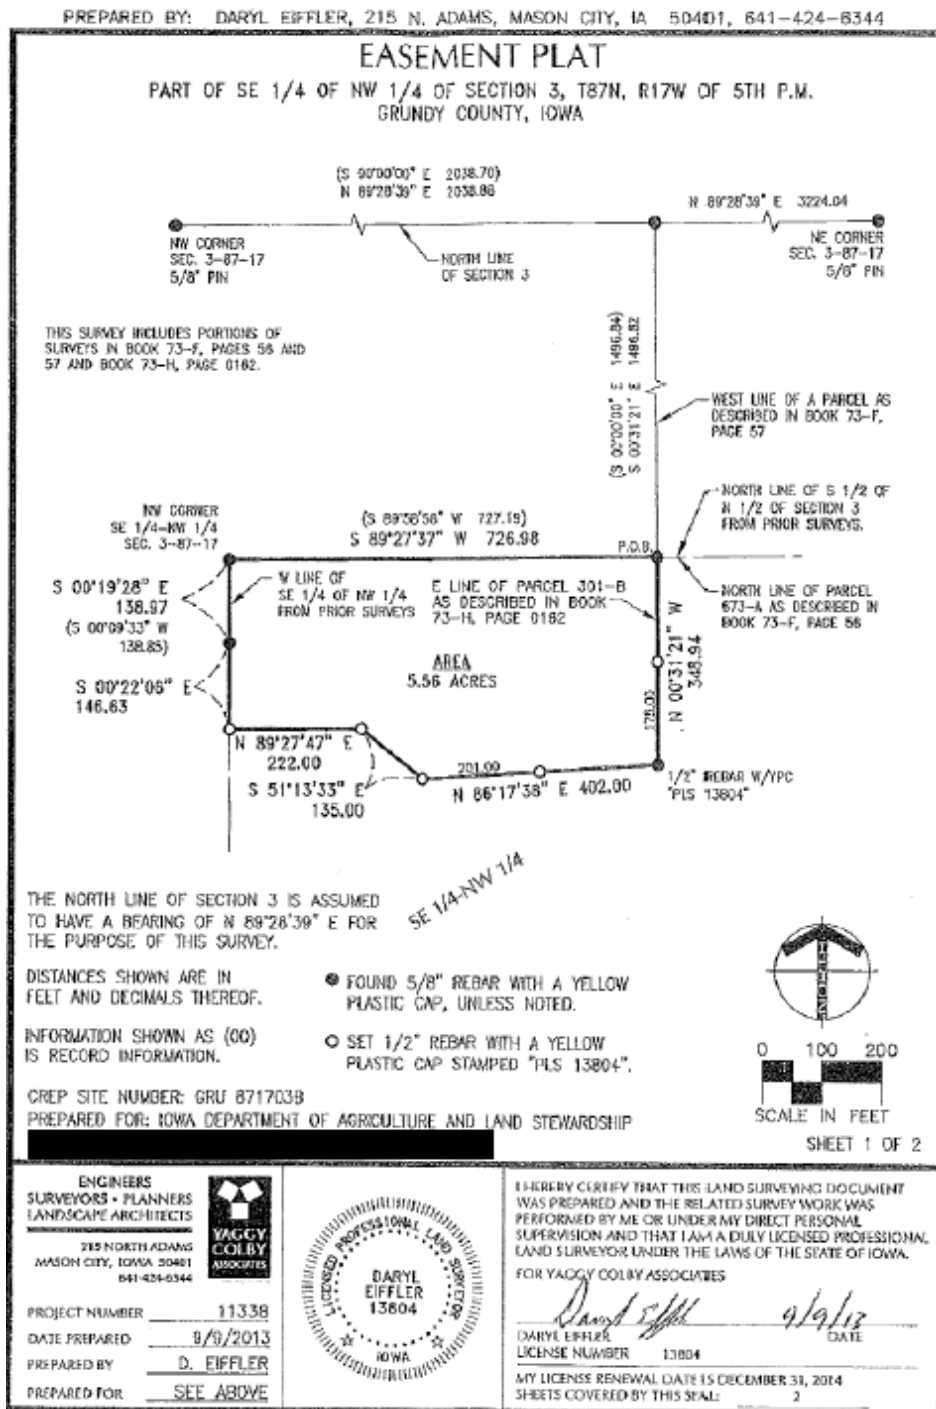 PREPARED BY: DARYL EIFFLER, 215 N. ADAMS, MASON CITY, IA 50401, 641-424-6344
EASEMENT PLAT
PART OF SE 1/4 OF NW 1/4 OF SECTION 3, T87N, R17W OF 5TH P.M.
GRUNDY COUNTY, IOWA
(S 90°00'00" E 2038.70)
N 89°28'39" E 2038.86
N 89°28'39" E 3224.04
NW CORNER
SEC. 3-87-17
5/8" PIN
NORTH LINE
OF SECTION 3
NE CORNER
SEC. 3-87-17
5/8" PIN
THIS SURVEY INCLUDES PORTIONS OF
SURVEYS IN BOOK 73-F, PAGES 56 AND
57 AND BOOK 73-H, PAGE 0162.
(S 00°00'00" E 1496.84)
S 00°31'21" E 1496.82
WEST LINE OF A PARCEL AS
DESCRIBED IN BOOK 73-F,
PAGE 57
NORTH LINE OF S 1/2 OF
N 1/2 OF SECTION 3
FROM PRIOR SURVEYS.
NW CORNER
SE 1/4-NW 1/4
SEC. 3-87-17
(S 89°58'58" W 727.19)
S 89°27'37" W 726.98
P.O.B.
S 00°19'28" E
138.97
(S 00°09'33" W
138.85)
W LINE OF
SE 1/4 OF NW 1/4
FROM PRIOR SURVEYS
E LINE OF PARCEL 301-B
AS DESCRIBED IN BOOK
73-H, PAGE 0162
NORTH LINE OF PARCEL
673-A AS DESCRIBED IN
BOOK 73-F, PAGE 56
N 00°31'21" W
348.94
178.00
AREA
5.56 ACRES
S 00°22'06" E
146.63
N 89°27'47" E
222.00
S 51°13'33" E
135.00
201.00
N 86°17'38" E 402.00
1/2" REBAR W/YPC
"PLS 13804"
SE 1/4-NW 1/4
THE NORTH LINE OF SECTION 3 IS ASSUMED
TO HAVE A BEARING OF N 89°28'39" E FOR
THE PURPOSE OF THIS SURVEY.
DISTANCES SHOWN ARE IN
FEET AND DECIMALS THEREOF.
INFORMATION SHOWN AS (00)
IS RECORD INFORMATION.
FOUND 5/8" REBAR WITH A YELLOW
PLASTIC CAP, UNLESS NOTED.
SET 1/2" REBAR WITH A YELLOW
PLASTIC CAP STAMPED "PLS 13804".
0 100 200
SCALE IN FEET
CREP SITE NUMBER: GRU 871703B
PREPARED FOR: IOWA DEPARTMENT OF AGRICULTURE AND LAND STEWARDSHIP
SHEET 1 OF 2
ENGINEERS
SURVEYORS • PLANNERS
LANDSCAPE ARCHITECTS
215 NORTH ADAMS
MASON CITY, IOWA 50401
641-424-6344
YAGGY
COLBY
ASSOCIATES
PROJECT NUMBER 11338
DATE PREPARED 9/9/2013
PREPARED BY D. EIFFLER
PREPARED FOR SEE ABOVE
LICENSED PROFESSIONAL LAND SURVEYOR
DARYL
EIFFLER
13804
IOWA
I HEREBY CERTIFY THAT THIS LAND SURVEYING DOCUMENT
WAS PREPARED AND THE RELATED SURVEY WORK WAS
PERFORMED BY ME OR UNDER MY DIRECT PERSONAL
SUPERVISION AND THAT I AM A DULY LICENSED PROFESSIONAL
LAND SURVEYOR UNDER THE LAWS OF THE STATE OF IOWA.
FOR YAGGY COLBY ASSOCIATES
Daryl Eiffler 9/9/13
DARYL EIFFLER DATE
LICENSE NUMBER 13804
MY LICENSE RENEWAL DATE IS DECEMBER 31, 2014
SHEETS COVERED BY THIS SEAL: 2